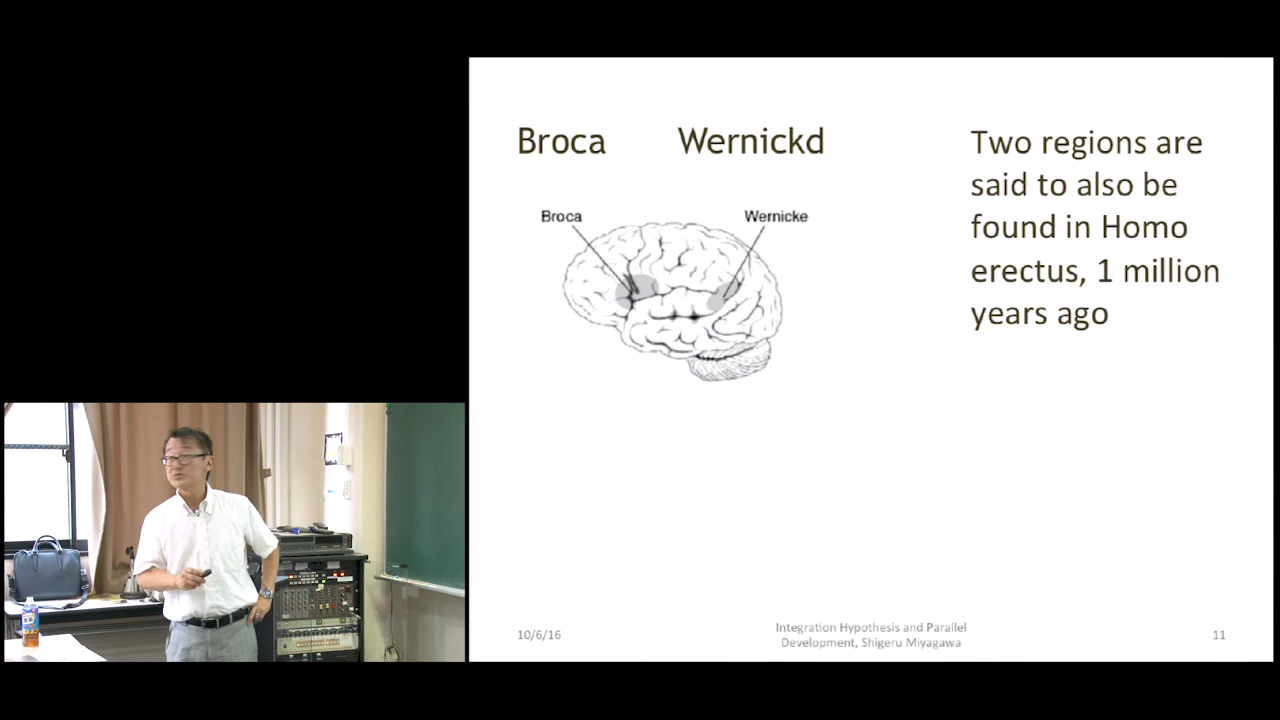 Broca Wernickd
Broca Wernicke
Two regions are
said to also be
found in Homo
erectus, 1 million
years ago
10/6/16
Integration Hypothesis and Parallel
Development, Shigeru Miyagawa
11